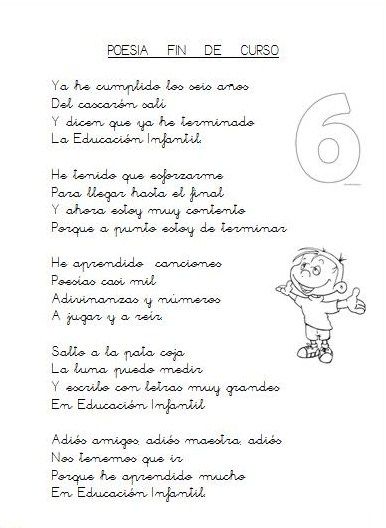 POESIA FIN DE CURSO
Ya he cumplido los seis años
Del cascarón salí
Y dicen que ya he terminado
La Educación Infantil.
6
He tenido que esforzarme
Para llegar hasta el final
Y ahora estoy muy contento
Porque a punto estoy de terminar
He aprendido canciones
Poesías casi mil
Adivinanzas y números
A jugar y a reír.
Salto a la pata coja
La luna puedo medir
Y escribo con letras muy grandes
En Educación Infantil
Adiós amigos, adiós maestra, adiós
Nos tenemos que ir
Porque he aprendido mucho
En Educación Infantil.